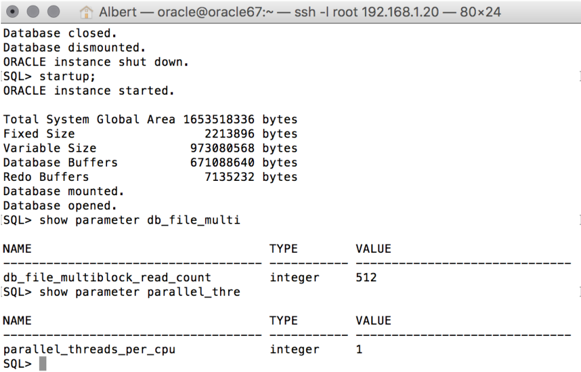 Albert — oracle@oracle67:~ — ssh -l root 192.168.1.20 — 80×24
Database closed.
Database dismounted.
ORACLE instance shut down.
SQL> startup;
ORACLE instance started.

Total System Global Area 1653518336 bytes
Fixed Size                  2213896 bytes
Variable Size             973080568 bytes
Database Buffers          671088640 bytes
Redo Buffers                7135232 bytes
Database mounted.
Database opened.
SQL> show parameter db_file_multi

NAME                                 TYPE        VALUE
------------------------------------ ----------- ------------------------------
db_file_multiblock_read_count        integer     512
SQL> show parameter parallel_thre

NAME                                 TYPE        VALUE
------------------------------------ ----------- ------------------------------
parallel_threads_per_cpu             integer     1
SQL>